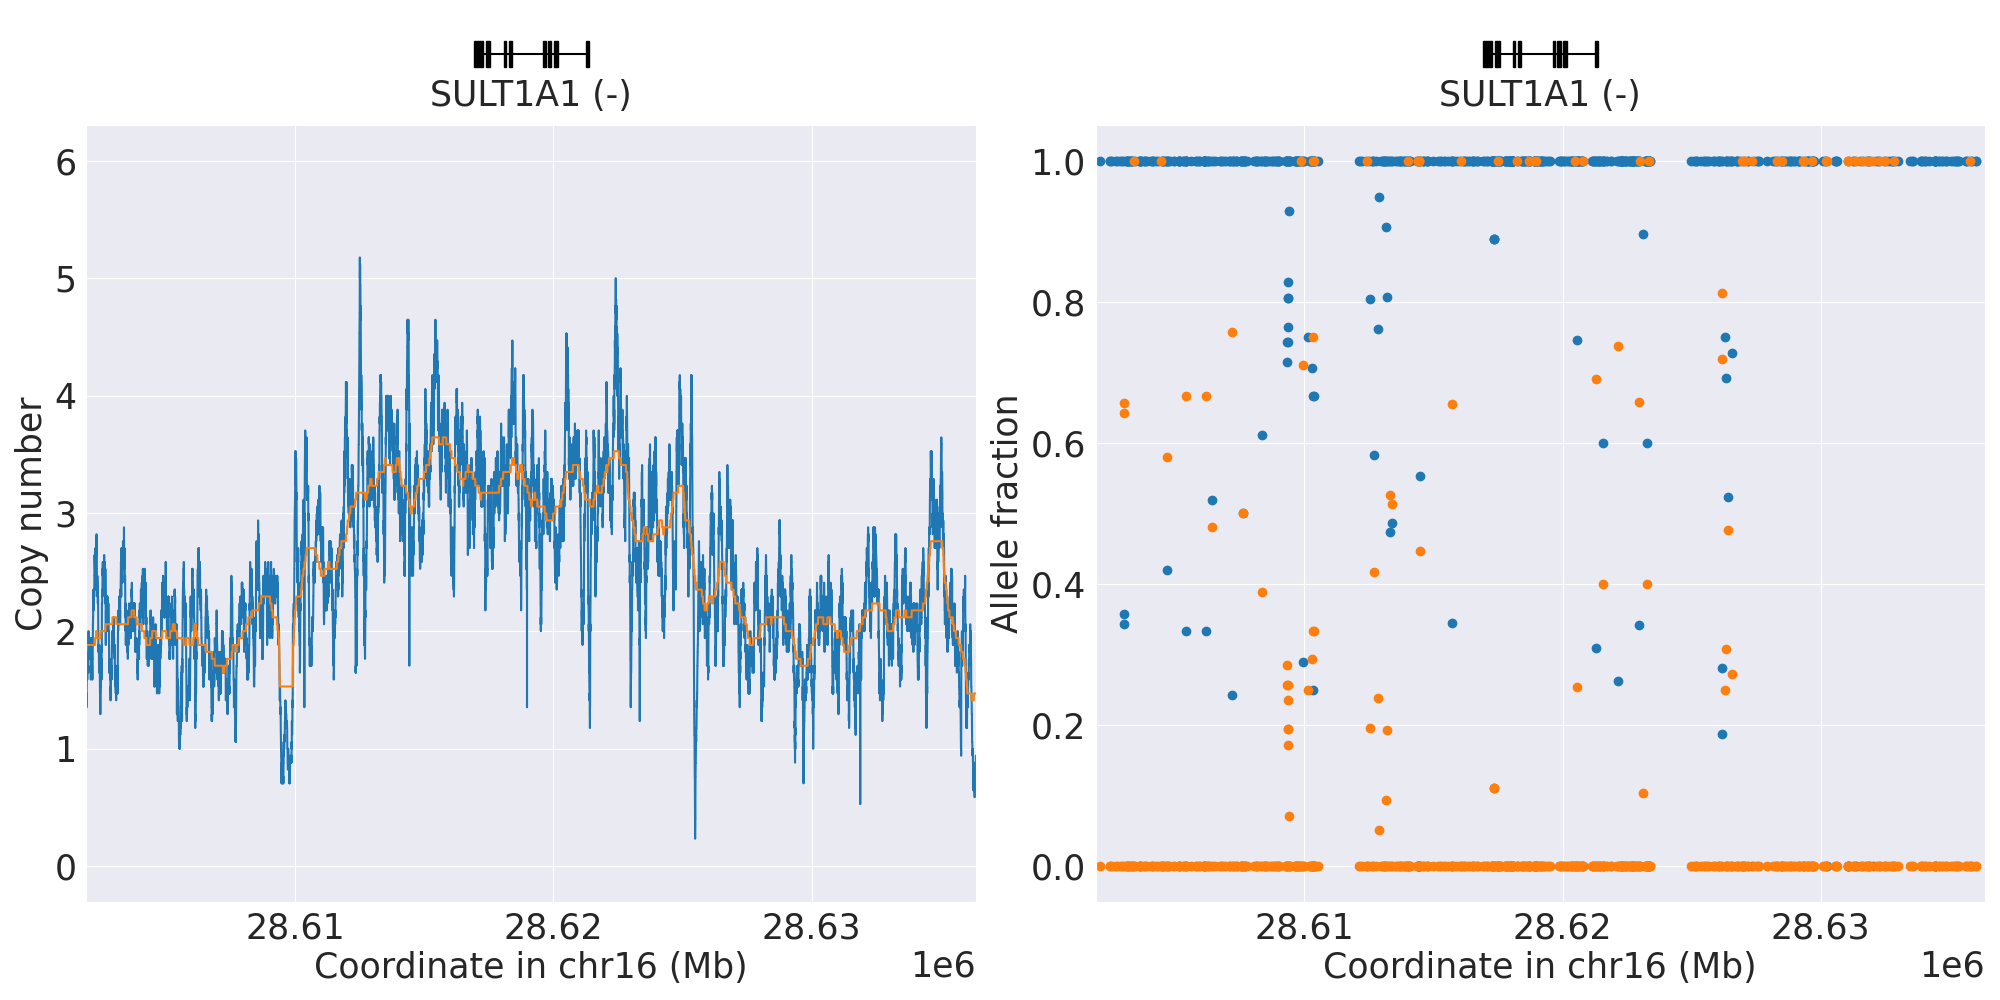 SULT1A1 (-)
6
5
4
3
2
1
0
Copy number
28.61
28.62
28.63
Coordinate in chr16 (Mb)
1e6
SULT1A1 (-)
1.0
0.8
0.6
0.4
0.2
0.0
Allele fraction
28.61
28.62
28.63
Coordinate in chr16 (Mb)
1e6